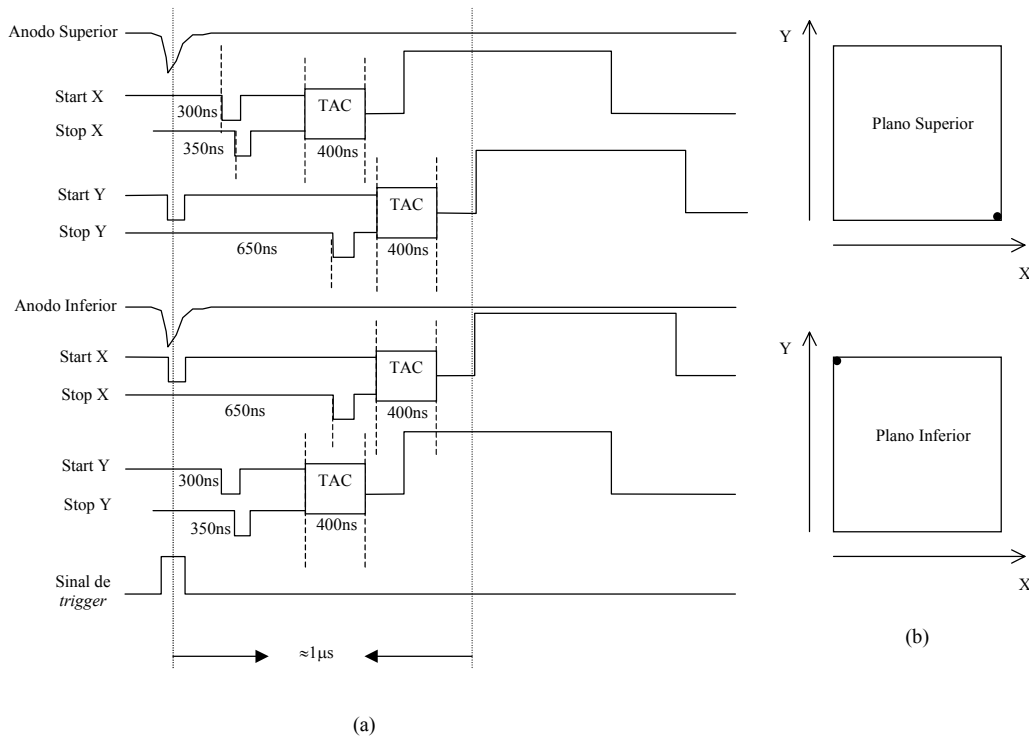 Anodo Superior
Start X
300ns
TAC
Stop X
350ns
400ns
Start Y
TAC
Stop Y
650ns
400ns
Anodo Inferior
Start X
TAC
Stop X
650ns
400ns
Start Y
300ns
TAC
Stop Y
350ns
400ns
Sinal de
trigger
≈1μs
(a)
Y
Plano Superior
X
Y
Plano Inferior
X
(b)